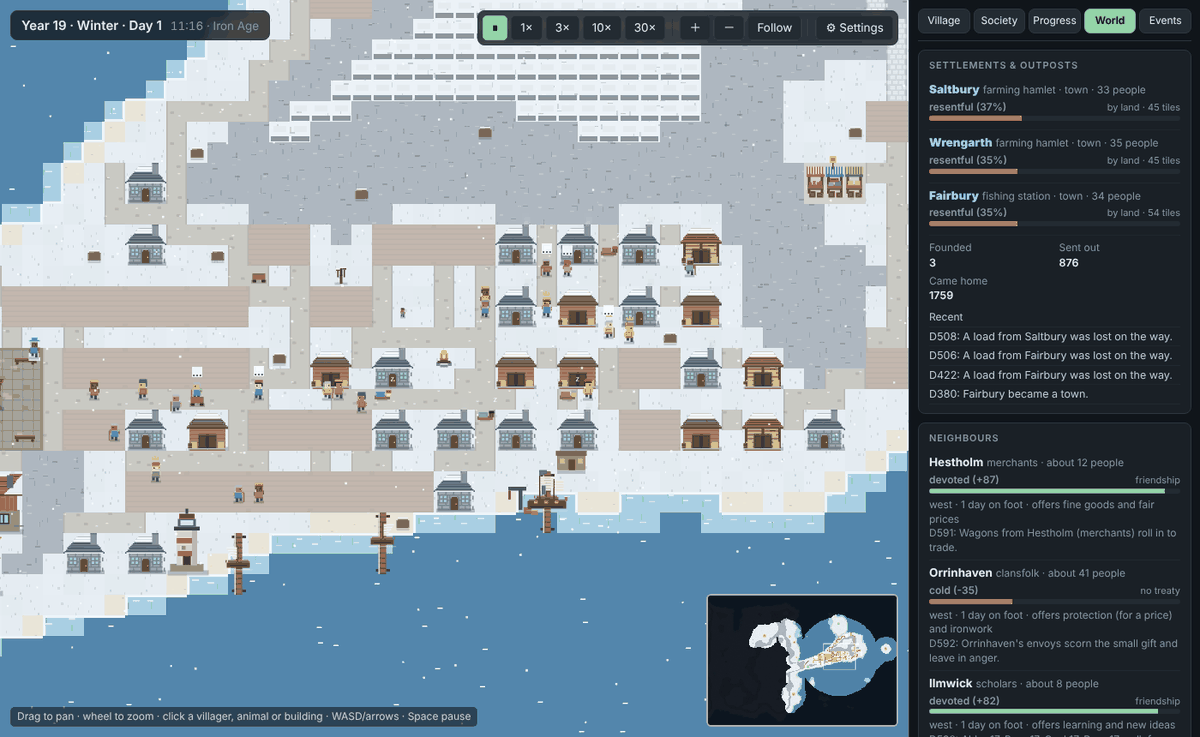 Year 19 · Winter · Day 1 11:16 · Iron Age
1× 3× 10× 30× + − Follow ⚙ Settings
Village Society Progress World Events
SETTLEMENTS & OUTPOSTS
Saltbury farming hamlet · town · 33 people
resentful (37%) by land · 45 tiles
Wrengarth farming hamlet · town · 35 people
resentful (35%) by land · 45 tiles
Fairbury fishing station · town · 34 people
resentful (35%) by land · 54 tiles
Founded Sent out
3 876
Came home
1759
Recent
D508: A load from Saltbury was lost on the way.
D506: A load from Fairbury was lost on the way.
D422: A load from Fairbury was lost on the way.
D380: Fairbury became a town.
NEIGHBOURS
Hestholm merchants · about 12 people
devoted (+87) friendship
west · 1 day on foot · offers fine goods and fair
prices
D591: Wagons from Hestholm (merchants) roll in to
trade.
Orrinhaven clansfolk · about 41 people
cold (-35) no treaty
west · 1 day on foot · offers protection (for a price)
and ironwork
D592: Orrinhaven's envoys scorn the small gift and
leave in anger.
Ilmwick scholars · about 8 people
devoted (+82) friendship
west · 1 day on foot · offers learning and new ideas
Drag to pan · wheel to zoom · click a villager, animal or building · WASD/arrows · Space pause